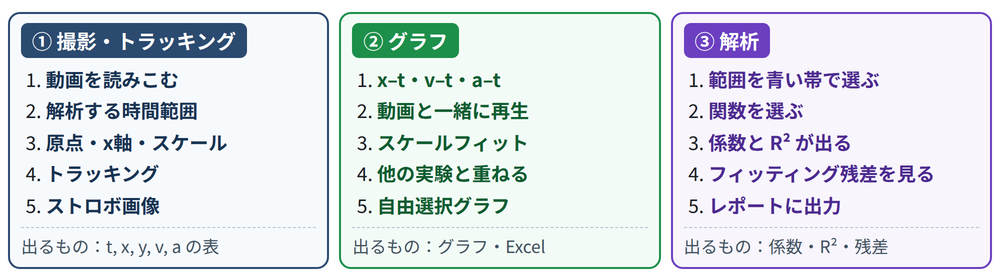 ① 撮影・トラッキング
1. 動画を読みこむ
2. 解析する時間範囲
3. 原点・x軸・スケール
4. トラッキング
5. ストロボ画像
出るもの：t, x, y, v, a の表
② グラフ
1. x–t・v–t・a–t
2. 動画と一緒に再生
3. スケールフィット
4. 他の実験と重ねる
5. 自由選択グラフ
出るもの：グラフ・Excel
③ 解析
1. 範囲を青い帯で選ぶ
2. 関数を選ぶ
3. 係数と R² が出る
4. フィッティング残差を見る
5. レポートに出力
出るもの：係数・R²・残差